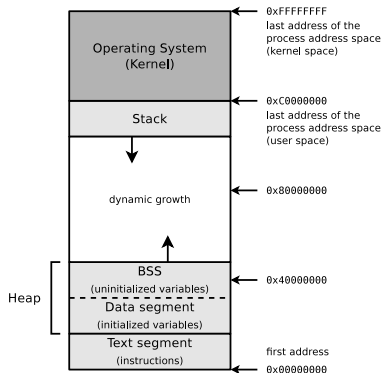 0xFFFFFFFF
last address of the
process address space
(kernel space)
Operating System
(Kernel)
0xC0000000
last address of the
process address space
(user space)
Stack
dynamic growth
0x80000000
BSS
(uninitialized variables)
0x40000000
Heap
Data segment
(initialized variables)
Text segment
(instructions)
first address
0x00000000